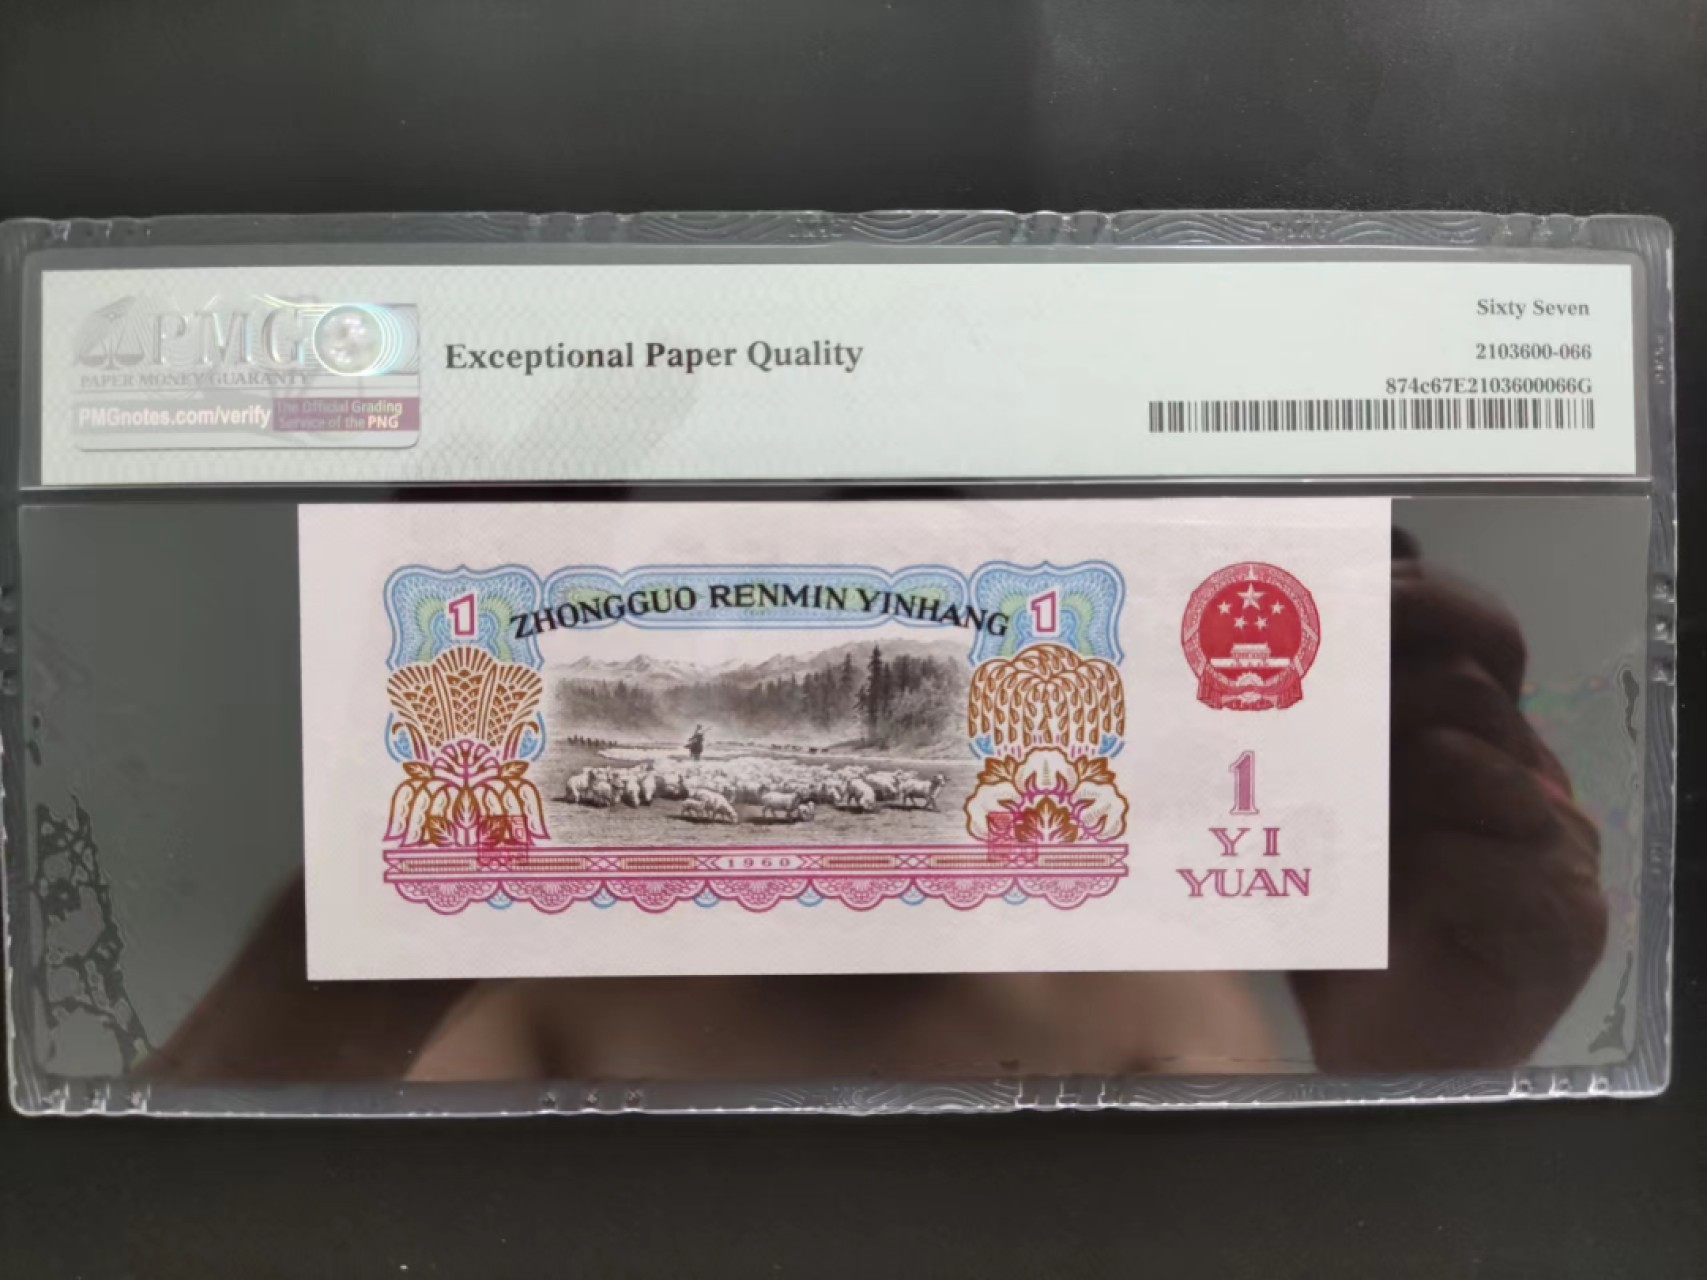 PMG
PAPER MONEY GUARANTY
PMGnotes.com/verify
The Official Grading
Service of the PNG
Exceptional Paper Quality
Sixty Seven
2103600-066
874c67E2103600066G
1
ZHONGGUO RENMIN YINHANG
1
1960
1
YI
YUAN